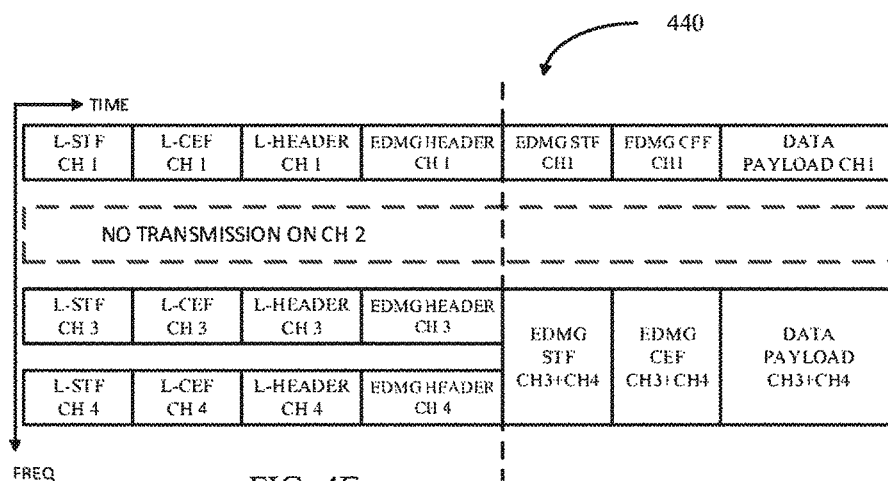 440
TIME
L-STF
CH 1
L-CEF
CH 1
L-HEADER
CH 1
EDMG HEADER
CH 1
EDMG STF
CH1
EDMG CEF
CH1
DATA
PAYLOAD CH1
NO TRANSMISSION ON CH 2
L-STF
CH 3
L-CEF
CH 3
L-HEADER
CH 3
EDMG HEADER
CH 3
L-STF
CH 4
L-CEF
CH 4
L-HEADER
CH 4
EDMG HEADER
CH 4
EDMG
STF
CH3+CH4
EDMG
CEF
CH3+CH4
DATA
PAYLOAD
CH3+CH4
FREQ